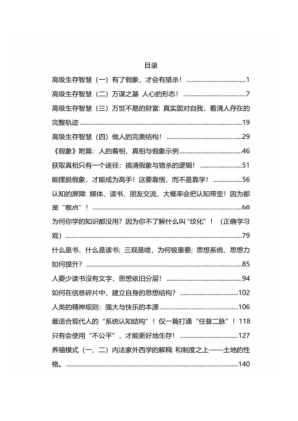 目录
高级生存智慧（一）有了假象，才会有猎杀！ ........................ 1
高级生存智慧（二）万谋之基 人心的形态！ ........................ 7
高级生存智慧（三）万世不易的财富: 真实面对自我，看清人存在的
完整轨迹 ........................ 19
高级生存智慧（四）做人的完美结构！ ........................ 29
《假象》附篇：人的蓄相，真相与假象示例 ........................ 46
获取真相只有一个途径：搞清假象与猎杀的逻辑！ ........................ 51
能摆脱假象，才能成为高手！这要靠悟，而不是靠学！ ........................ 56
认知的屏障: 媒体、读书、朋友交流，大概率会把认知带歪！因为都
是“散点”！ ........................ 68
为何你学的知识都没用？因为你不了解什么叫“纹化”！（正确学习
观） ........................ 79
什么是书、什么是读书；三观是啥，为何极重要；思想系统、思想力
如何提升？ ........................ 85
人要少读书没有文字，思想依旧分层！ ........................ 94
如何在信息碎片中，建立自身的思想结构？ ........................ 102
人类的精神规则：强大与快乐的本源 ........................ 106
最适合现代人的“系统认知结构”！仅一篇打通“任督二脉”！ 118
只有会使用“不公平”，才能更好地生存！ ........................ 127
养殖模式（一、二）内法家外西学的解释; 和制度之上——土地的性
格。 ........................ 140